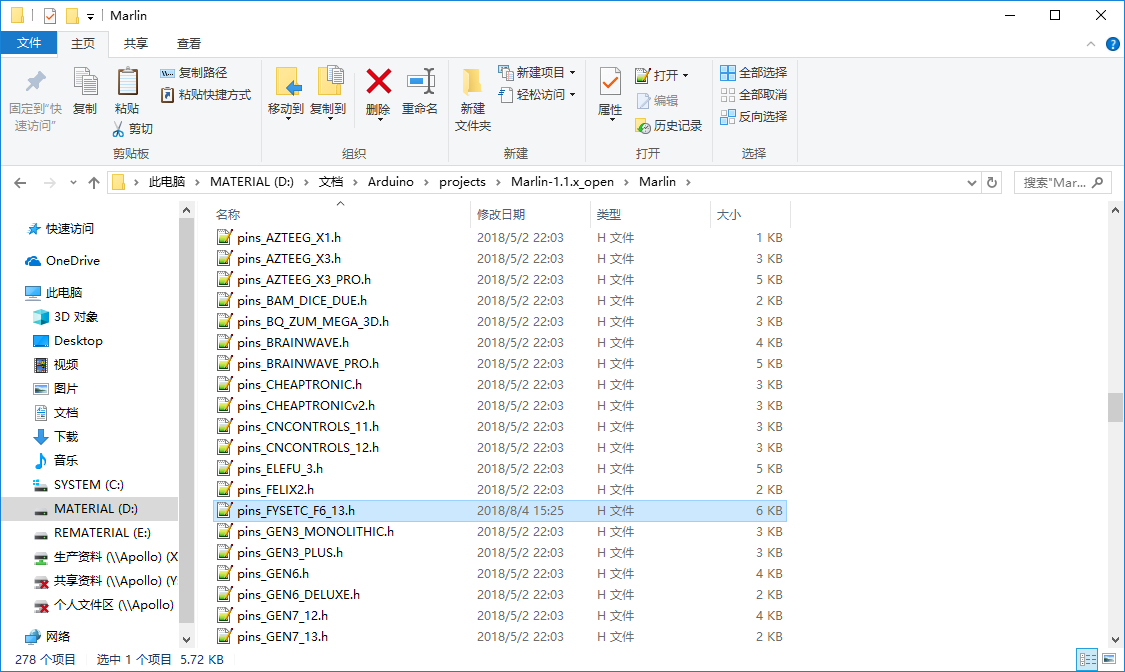 Marlin
文件 主页 共享 查看
固定到“快速访问” 复制 粘贴 复制路径 粘贴快捷方式 剪切 移动到 复制到 删除 重命名 新建文件夹 新建项目 轻松访问 属性 打开 编辑 历史记录 全部选择 全部取消 反向选择
剪贴板 组织 新建 打开 选择
此电脑 > MATERIAL (D:) > 文档 > Arduino > projects > Marlin-1.1.x_open > Marlin > 搜索"Mar...
快速访问
OneDrive
此电脑
3D 对象
Desktop
视频
图片
文档
下载
音乐
SYSTEM (C:)
MATERIAL (D:)
REMATERIAL (E:)
生产资料 (\\Apollo) (X
共享资料 (\\Apollo) (Y
个人文件区 (\\Apollo)
网络
名称 修改日期 类型 大小
pins_AZTEEG_X1.h 2018/5/2 22:03 H 文件 1 KB
pins_AZTEEG_X3.h 2018/5/2 22:03 H 文件 3 KB
pins_AZTEEG_X3_PRO.h 2018/5/2 22:03 H 文件 5 KB
pins_BAM_DICE_DUE.h 2018/5/2 22:03 H 文件 2 KB
pins_BQ_ZUM_MEGA_3D.h 2018/5/2 22:03 H 文件 3 KB
pins_BRAINWAVE.h 2018/5/2 22:03 H 文件 4 KB
pins_BRAINWAVE_PRO.h 2018/5/2 22:03 H 文件 5 KB
pins_CHEAPTRONIC.h 2018/5/2 22:03 H 文件 3 KB
pins_CHEAPTRONICv2.h 2018/5/2 22:03 H 文件 3 KB
pins_CNCONTROLS_11.h 2018/5/2 22:03 H 文件 3 KB
pins_CNCONTROLS_12.h 2018/5/2 22:03 H 文件 3 KB
pins_ELEFU_3.h 2018/5/2 22:03 H 文件 5 KB
pins_FELIX2.h 2018/5/2 22:03 H 文件 2 KB
pins_FYSETC_F6_13.h 2018/8/4 15:25 H 文件 6 KB
pins_GEN3_MONOLITHIC.h 2018/5/2 22:03 H 文件 3 KB
pins_GEN3_PLUS.h 2018/5/2 22:03 H 文件 3 KB
pins_GEN6.h 2018/5/2 22:03 H 文件 4 KB
pins_GEN6_DELUXE.h 2018/5/2 22:03 H 文件 2 KB
pins_GEN7_12.h 2018/5/2 22:03 H 文件 4 KB
pins_GEN7_13.h 2018/5/2 22:03 H 文件 2 KB
278 个项目 选中 1 个项目 5.72 KB